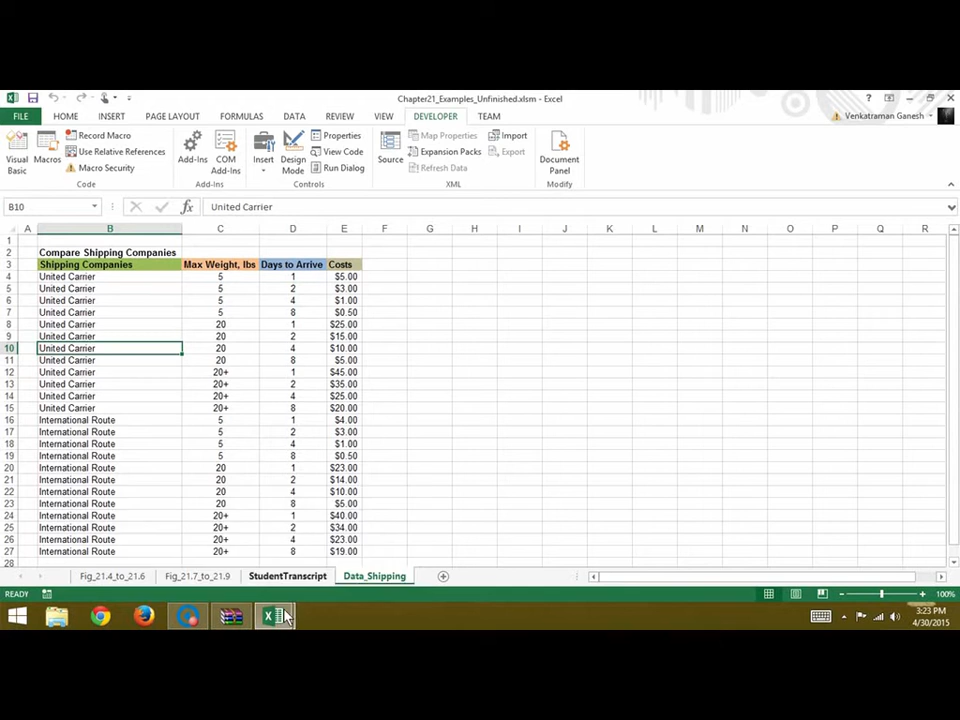 Chapter21_Examples_Unfinished.xlsm - Excel
FILE HOME INSERT PAGE LAYOUT FORMULAS DATA REVIEW VIEW DEVELOPER TEAM Venkatraman Ganesh
Visual Basic
Macros
Record Macro
Use Relative References
Macro Security
Code
Add-Ins
COM Add-Ins
Add-Ins
Insert
Design Mode
Properties
View Code
Run Dialog
Controls
Source
Map Properties
Expansion Packs
Refresh Data
Import
Export
XML
Document Panel
Modify
B10 fx United Carrier
A B C D E F G H I J K L M N O P Q R
1
2 Compare Shipping Companies
3 Shipping Companies Max Weight, lbs Days to Arrive Costs
4 United Carrier 5 1 $5.00
5 United Carrier 5 2 $3.00
6 United Carrier 5 4 $1.00
7 United Carrier 5 8 $0.50
8 United Carrier 20 1 $25.00
9 United Carrier 20 2 $15.00
10 United Carrier 20 4 $10.00
11 United Carrier 20 8 $5.00
12 United Carrier 20+ 1 $45.00
13 United Carrier 20+ 2 $35.00
14 United Carrier 20+ 4 $25.00
15 United Carrier 20+ 8 $20.00
16 International Route 5 1 $4.00
17 International Route 5 2 $3.00
18 International Route 5 4 $1.00
19 International Route 5 8 $0.50
20 International Route 20 1 $23.00
21 International Route 20 2 $14.00
22 International Route 20 4 $10.00
23 International Route 20 8 $5.00
24 International Route 20+ 1 $40.00
25 International Route 20+ 2 $34.00
26 International Route 20+ 4 $23.00
27 International Route 20+ 8 $19.00
28
Fig_21.4_to_21.6 Fig_21.7_to_21.9 StudentTranscript Data_Shipping
READY 100%
3:23 PM
4/30/2015